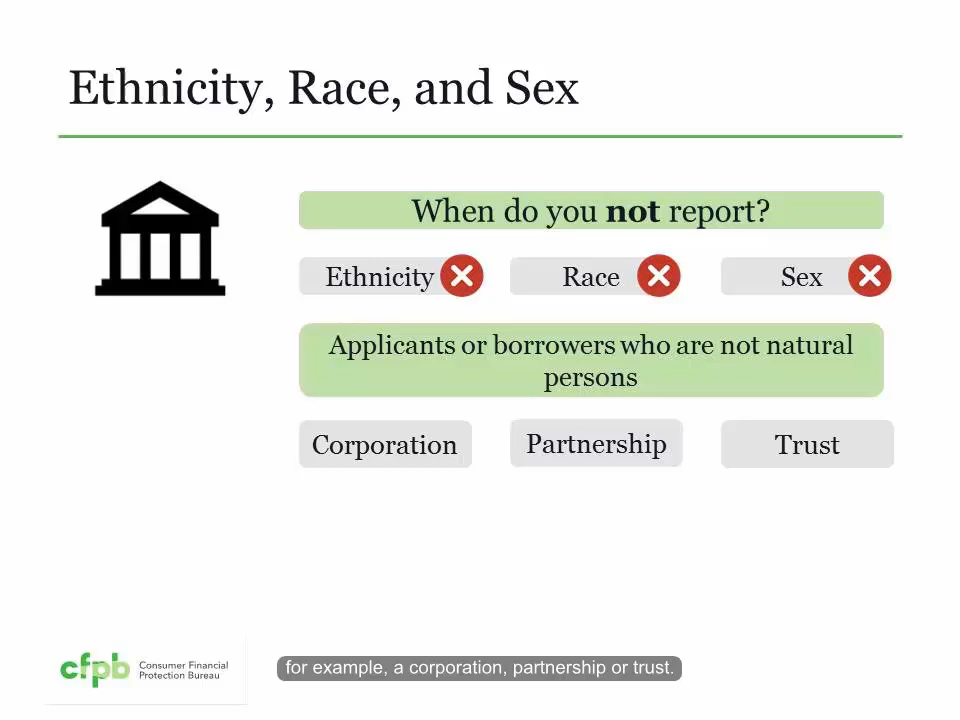 Ethnicity, Race, and Sex
When do you not report?
Ethnicity
Race
Sex
Applicants or borrowers who are not natural
persons
Corporation
Partnership
Trust
cfpb
Consumer Financial
Protection Bureau
for example, a corporation, partnership or trust.